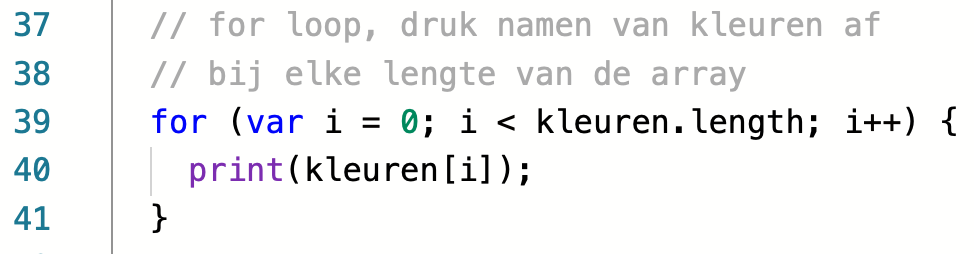 37 // for loop, druk namen van kleuren af
38 // bij elke lengte van de array
39 for (var i = 0; i < kleuren.length; i++) {
40 print(kleuren[i]);
41 }